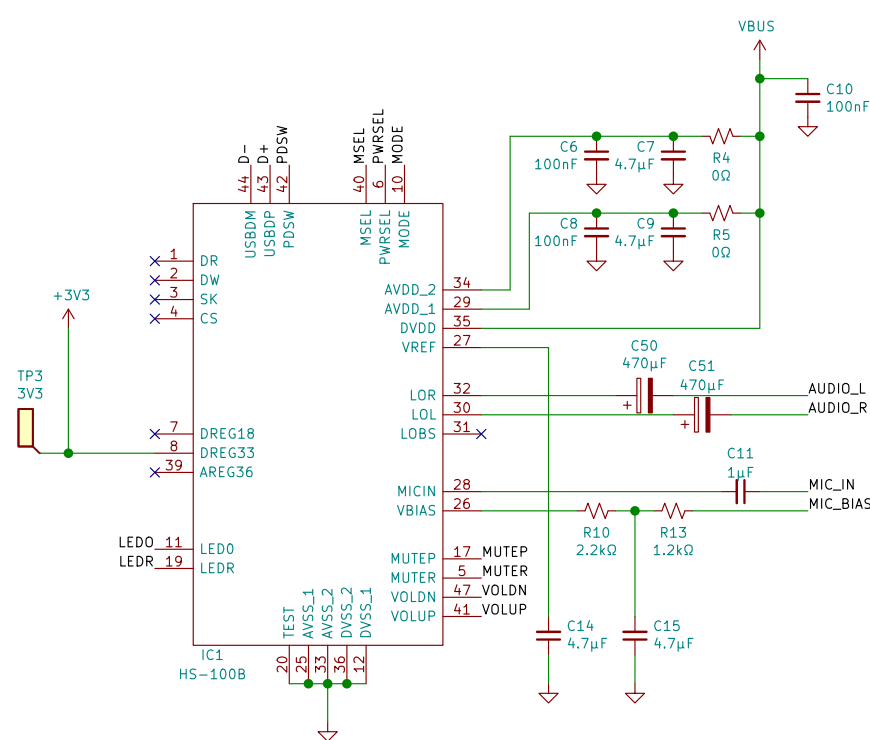 VBUS
C10
100nF
C6
100nF
C7
4.7µF
R4
0Ω
C8
100nF
C9
4.7µF
R5
0Ω
44 D-
43 D+
42 PDSW
40 MSEL
6 PWRSEL
10 MODE
USBDM
USBDP
PDSW
MSEL
PWRSEL
MODE
1 DR
2 DW
3 SK
4 CS
+3V3
TP3
3V3
7 DREG18
8 DREG33
39 AREG36
LEDO 11 LED0
LEDR 19 LEDR
AVDD_2 34
AVDD_1 29
DVDD 35
VREF 27
C50
470µF
+
C51
470µF
+
LOR 32 AUDIO_L
LOL 30 AUDIO_R
LOBS 31
C11
1µF
MICIN 28 MIC_IN
VBIAS 26 MIC_BIAS
R10
2.2kΩ
R13
1.2kΩ
MUTEP 17 MUTEP
MUTER 5 MUTER
VOLDN 47 VOLDN
VOLUP 41 VOLUP
C14
4.7µF
C15
4.7µF
TEST
AVSS_1
AVSS_2
DVSS_2
DVSS_1
IC1
HS-100B
20
25
33
36
12